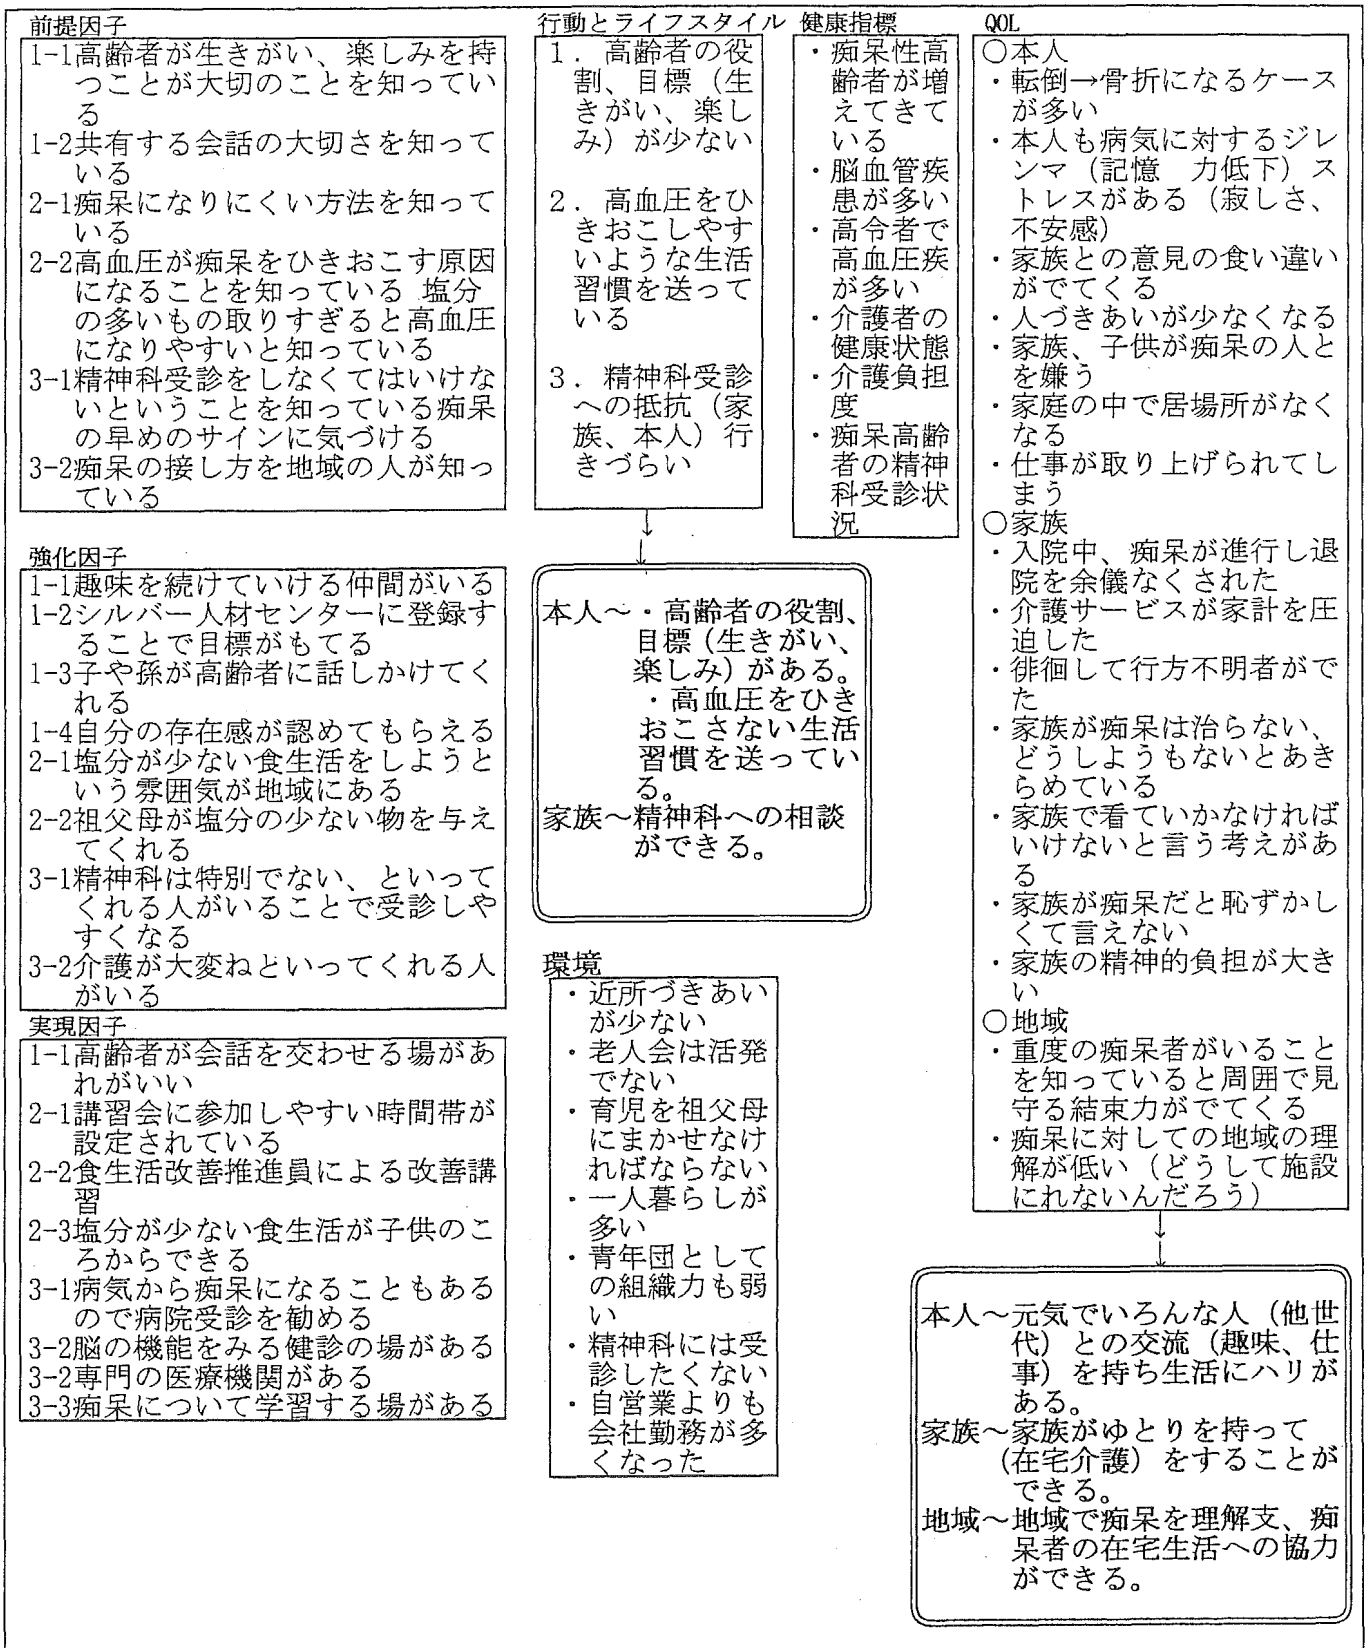 前提因子
1-1高齢者が生きがい、楽しみを持
つことが大切のことを知ってい
る
1-2共有する会話の大切さを知って
いる
2-1痴呆になりにくい方法を知って
いる
2-2高血圧が痴呆をひきおこす原因
になることを知っている 塩分
の多いもの取りすぎると高血圧
になりやすいと知っている
3-1精神科受診をしなくてはいけな
いということを知っている痴呆
の早めのサインに気づける
3-2痴呆の接し方を地域の人が知っ
ている
強化因子
1-1趣味を続けていける仲間がいる
1-2シルバー人材センターに登録す
ることで目標がもてる
1-3子や孫が高齢者に話しかけてく
れる
1-4自分の存在感が認めてもらえる
2-1塩分が少ない食生活をしようと
いう雰囲気が地域にある
2-2祖父母が塩分の少ない物を与え
てくれる
3-1精神科は特別でない、といって
くれる人がいることで受診しや
すくなる
3-2介護が大変ねといってくれる人
がいる
実現因子
1-1高齢者が会話を交わせる場があ
れがいい
2-1講習会に参加しやすい時間帯が
設定されている
2-2食生活改善推進員による改善講
習
2-3塩分が少ない食生活が子供のこ
ろからできる
3-1病気から痴呆になることもある
ので病院受診を勧める
3-2脳の機能をみる健診の場がある
3-2専門の医療機関がある
3-3痴呆について学習する場がある
行動とライフスタイル
1．高齢者の役
割、目標（生
きがい、楽し
み）が少ない
2．高血圧をひ
きおこしやす
いような生活
習慣を送って
いる
3．精神科受診
への抵抗（家
族、本人）行
きづらい
↓
本人～・高齢者の役割、
目標（生きがい、
楽しみ）がある。
・高血圧をひき
おこさない生活
習慣を送ってい
る。
家族～精神科への相談
ができる。
環境
・近所づきあい
が少ない
・老人会は活発
でない
・育児を祖父母
にまかせなけ
ればならない
・一人暮らしが
多い
・青年団として
の組織力も弱
い
・精神科には受
診したくない
・自営業よりも
会社勤務が多
くなった
健康指標
・痴呆性高
齢者が増
えてきて
いる
・脳血管疾
患が多い
・高令者で
高血圧疾
が多い
・介護者の
健康状態
・介護負担
度
・痴呆高齢
者の精神
科受診状
況
QOL
○本人
・転倒→骨折になるケース
が多い
・本人も病気に対するジレ
ンマ（記憶　力低下）ス
トレスがある（寂しさ、
不安感）
・家族との意見の食い違い
がでてくる
・人づきあいが少なくなる
・家族、子供が痴呆の人と
を嫌う
・家庭の中で居場所がなく
なる
・仕事が取り上げられてし
まう
○家族
・入院中、痴呆が進行し退
院を余儀なくされた
・介護サービスが家計を圧
迫した
・徘徊して行方不明者がで
た
・家族が痴呆は治らない、
どうしようもないとあき
らめている
・家族で看ていかなければ
いけないと言う考えがあ
る
・家族が痴呆だと恥ずかし
くて言えない
・家族の精神的負担が大き
い
○地域
・重度の痴呆者がいること
を知っていると周囲で見
守る結束力がでてくる
・痴呆に対しての地域の理
解が低い（どうして施設
にれないんだろう）
↓
本人～元気でいろんな人（他世
代）との交流（趣味、仕
事）を持ち生活にハリが
ある。
家族～家族がゆとりを持って
（在宅介護）をすることが
できる。
地域～地域で痴呆を理解支、痴
呆者の在宅生活への協力
ができる。